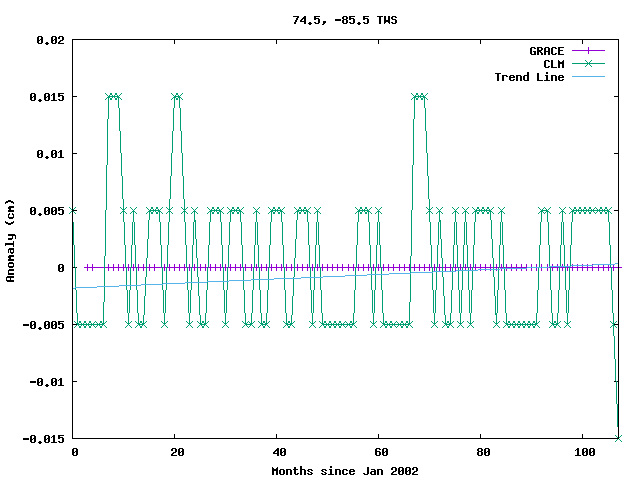 74.5, -85.5 TWS
GRACE
CLM
Trend Line
0.02
0.015
0.01
0.005
0
-0.005
-0.01
-0.015
Anomaly (cm)
0 20 40 60 80 100
Months since Jan 2002